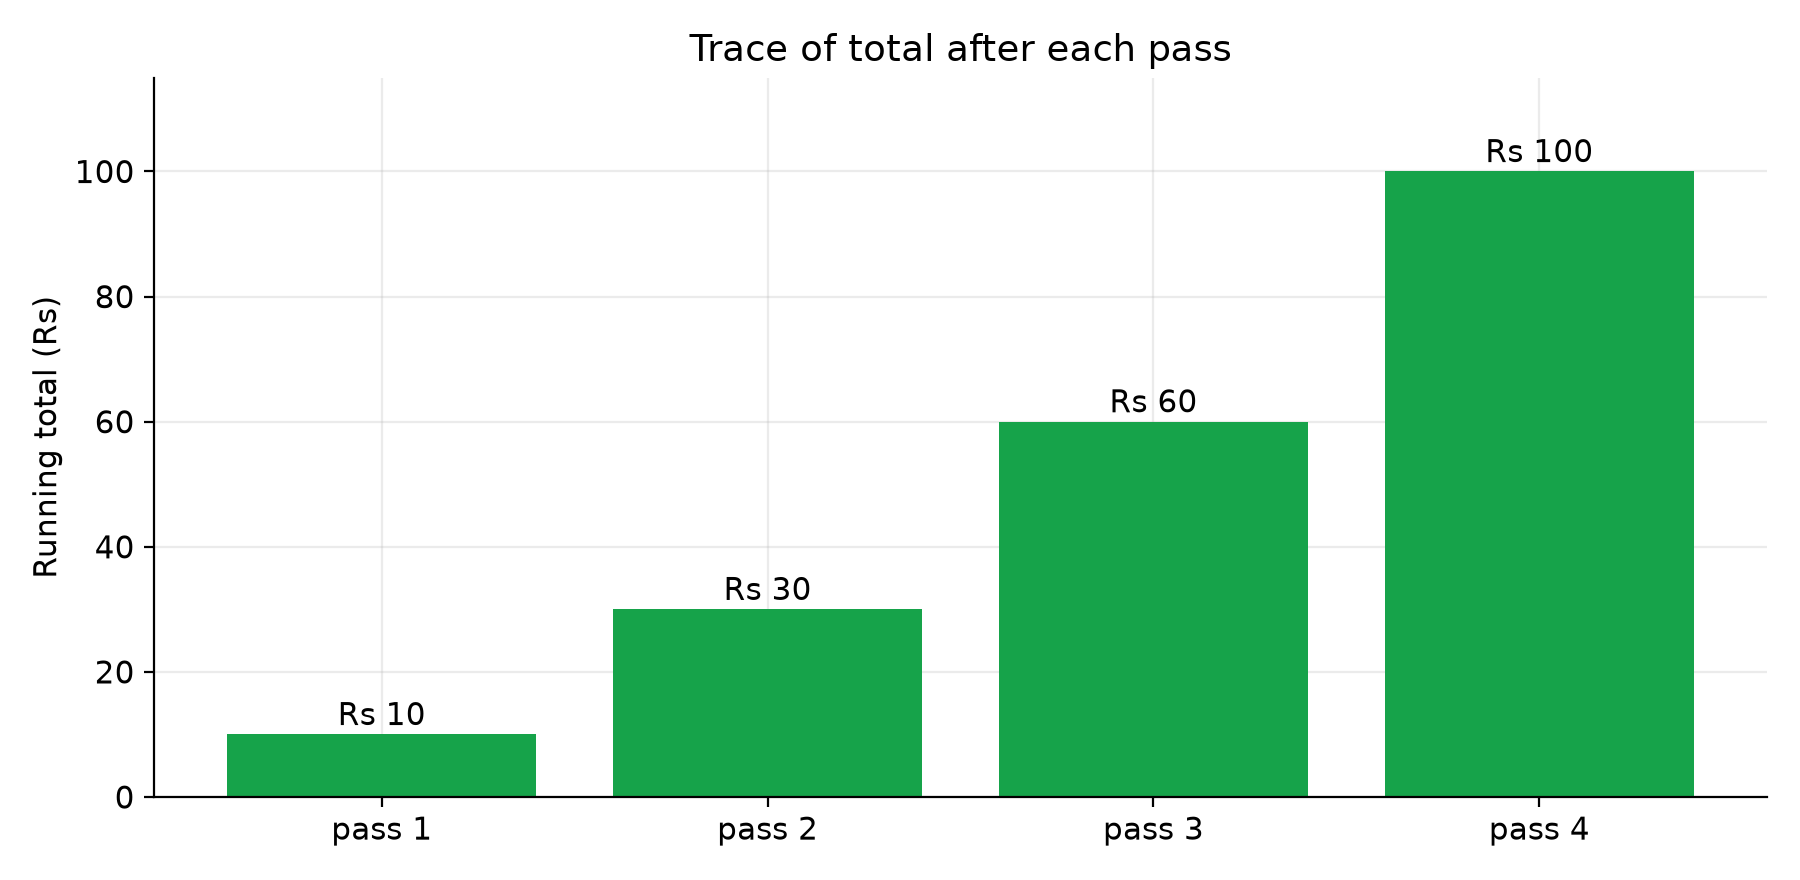 Trace of total after each pass
Running total (Rs)
100
80
60
40
20
0
Rs 10
Rs 30
Rs 60
Rs 100
pass 1
pass 2
pass 3
pass 4